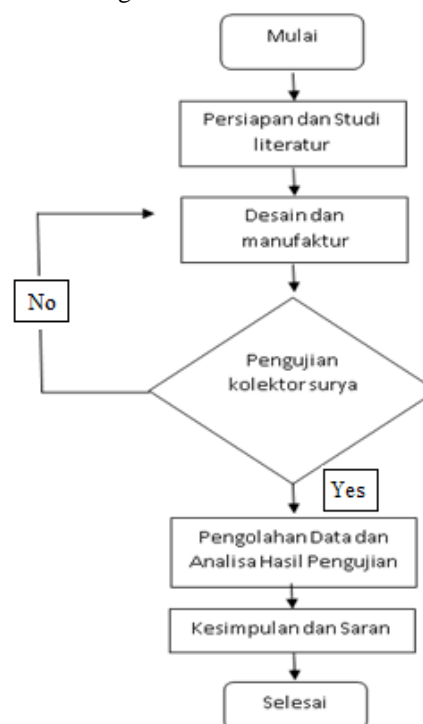 Mulai
Persiapan dan Studi
literatur
Desain dan
manufaktur
No
Pengujian
kolektor surya
Yes
Pengolahan Data dan
Analisa Hasil Pengujian
Kesimpulan dan Saran
Selesai